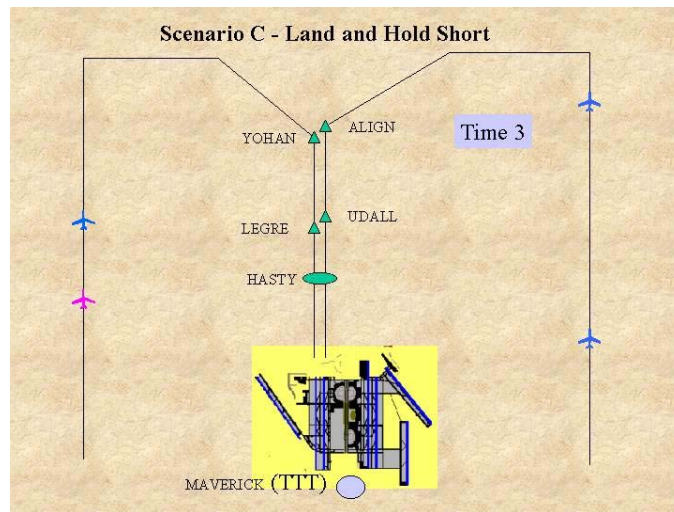 Scenario C - Land and Hold Short
ALIGN
YOHAN
Time 3
UDALL
LEGRE
HASTY
MAVERICK (TTT)